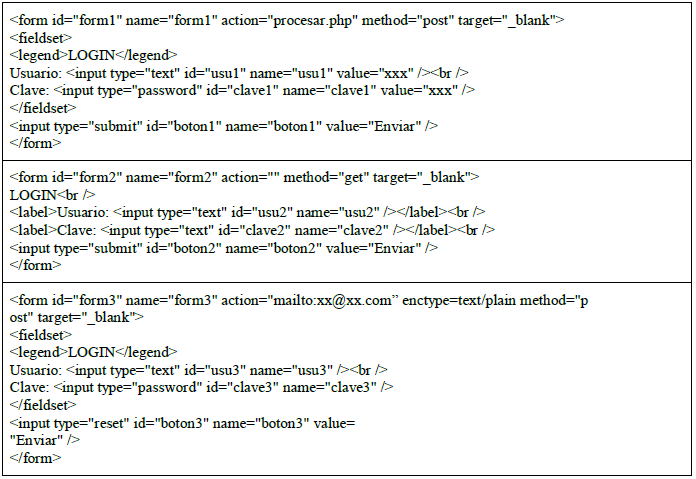 <form id="form1" name="form1" action="procesar.php" method="post" target="_blank">
<fieldset>
<legend>LOGIN</legend>
Usuario: <input type="text" id="usu1" name="usu1" value="xxx" /><br />
Clave: <input type="password" id="clave1" name="clave1" value="xxx" />
</fieldset>
<input type="submit" id="boton1" name="boton1" value="Enviar" />
</form>
<form id="form2" name="form2" action="" method="get" target="_blank">
LOGIN<br />
<label>Usuario: <input type="text" id="usu2" name="usu2" /></label><br />
<label>Clave: <input type="text" id="clave2" name="clave2" /></label><br />
<input type="submit" id="boton2" name="boton2" value="Enviar" />
</form>
<form id="form3" name="form3" action="mailto:xx@xx.com” enctype=text/plain method="p
ost" target="_blank">
<fieldset>
<legend>LOGIN</legend>
Usuario: <input type="text" id="usu3" name="usu3" /><br />
Clave: <input type="password" id="clave3" name="clave3" />
</fieldset>
<input type="reset" id="boton3" name="boton3" value=
"Enviar" />
</form>